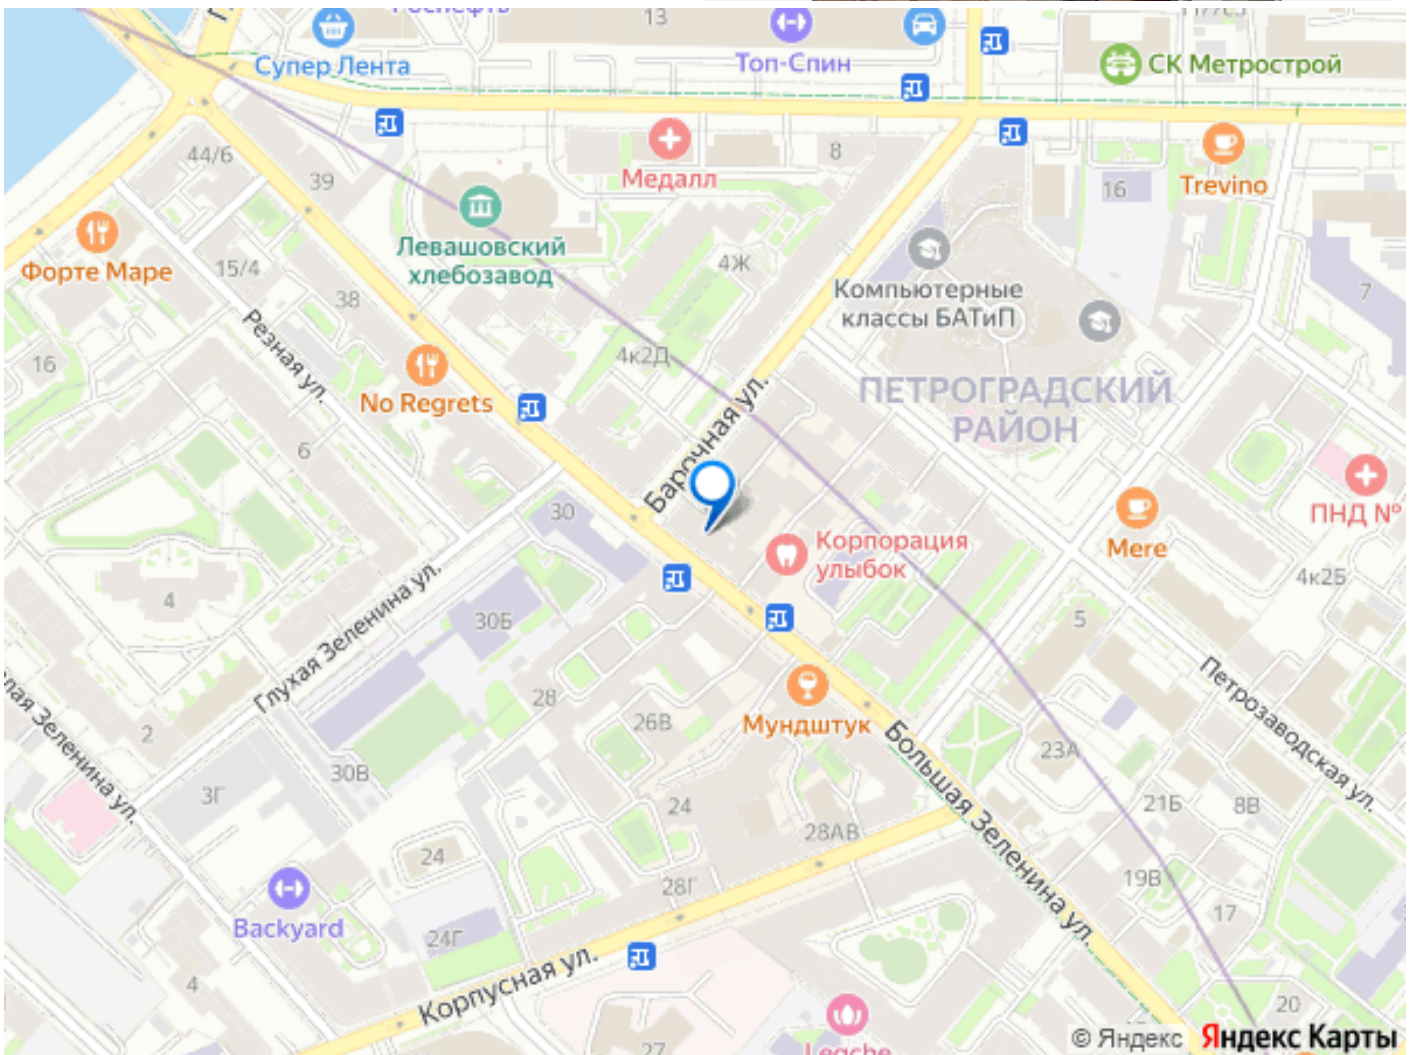 13
Супер Лента
Топ-Спин
СК Метрострой
44/6
39
Медалл
8
16
Trevino
Левашовский
хлебозавод
Форте Маре
15/4
38
4Ж
Компьютерные
классы БАТиП
7
Резная ул.
16
4к2Д
No Regrets
ПЕТРОГРАДСКИЙ
РАЙОН
Барочная ул.
6
30
ПНД №
Mere
Корпорация
улыбок
4к2Б
4
Глухая Зеленина ул.
30Б
5
28
26В
Мундштук
Петрозаводская ул.
лая Зеленина ул.
2
Большая Зеленина ул.
23А
30В
3Г
24
28АВ
21Б
8В
24
28Г
19В
17
Backyard
24Г
4
Корпусная ул.
20
27
Legche
© Яндекс Яндекс Карты